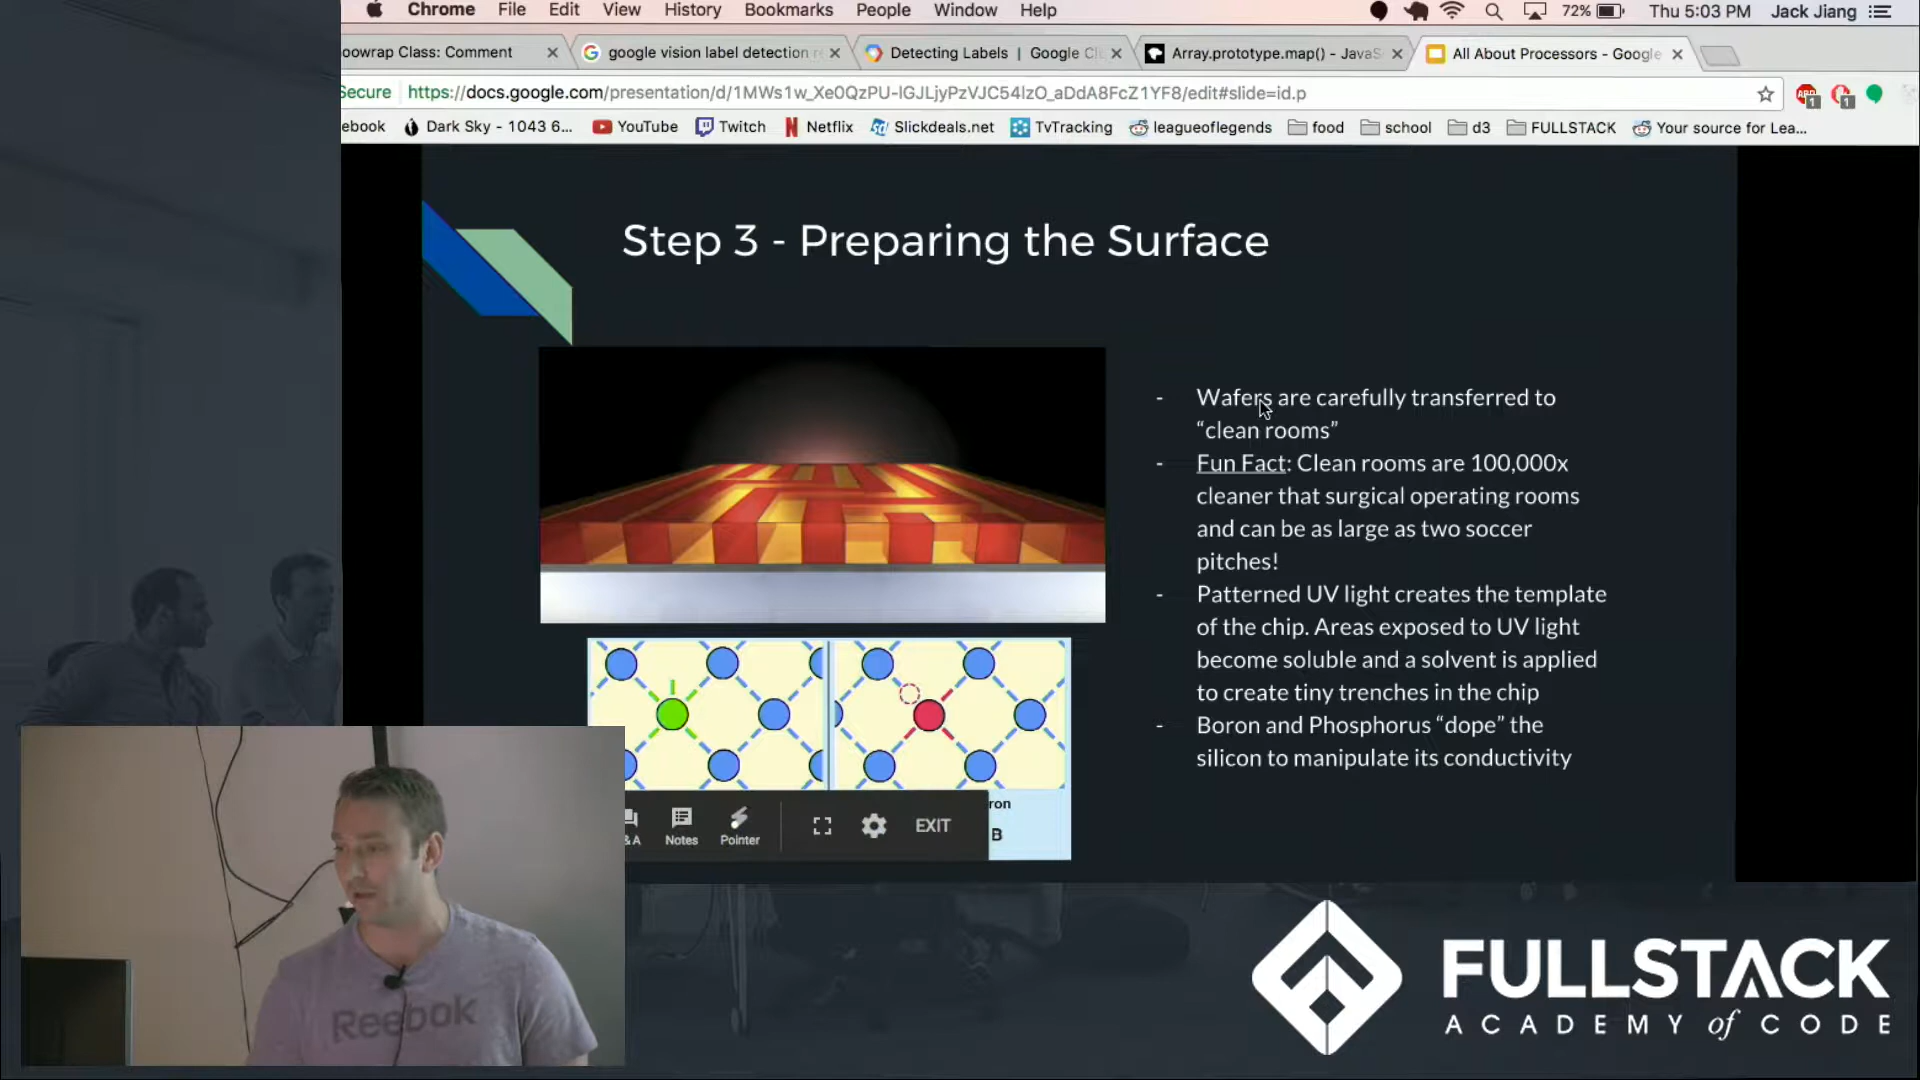 Chrome File Edit View History Bookmarks People Window Help 72% Thu 5:03 PM Jack Jiang
oowrap Class: Comment google vision label detection Detecting Labels | Google Cl Array.prototype.map() - JavaS All About Processors - Google
Secure https://docs.google.com/presentation/d/1MWs1w_Xe0QzPU-lGJLjyPzVJC54lzO_aDdA8FcZ1YF8/edit#slide=id.p
ebook Dark Sky - 1043 6... YouTube Twitch Netflix Slickdeals.net TvTracking leagueoflegends food school d3 FULLSTACK Your source for Lea...
Step 3 - Preparing the Surface
- Wafers are carefully transferred to
“clean rooms”
- Fun Fact: Clean rooms are 100,000x
cleaner that surgical operating rooms
and can be as large as two soccer
pitches!
- Patterned UV light creates the template
of the chip. Areas exposed to UV light
become soluble and a solvent is applied
to create tiny trenches in the chip
- Boron and Phosphorus “dope” the
silicon to manipulate its conductivity
ron
B
& A Notes Pointer EXIT
Reebok
FULLSTACK
ACADEMY of CODE